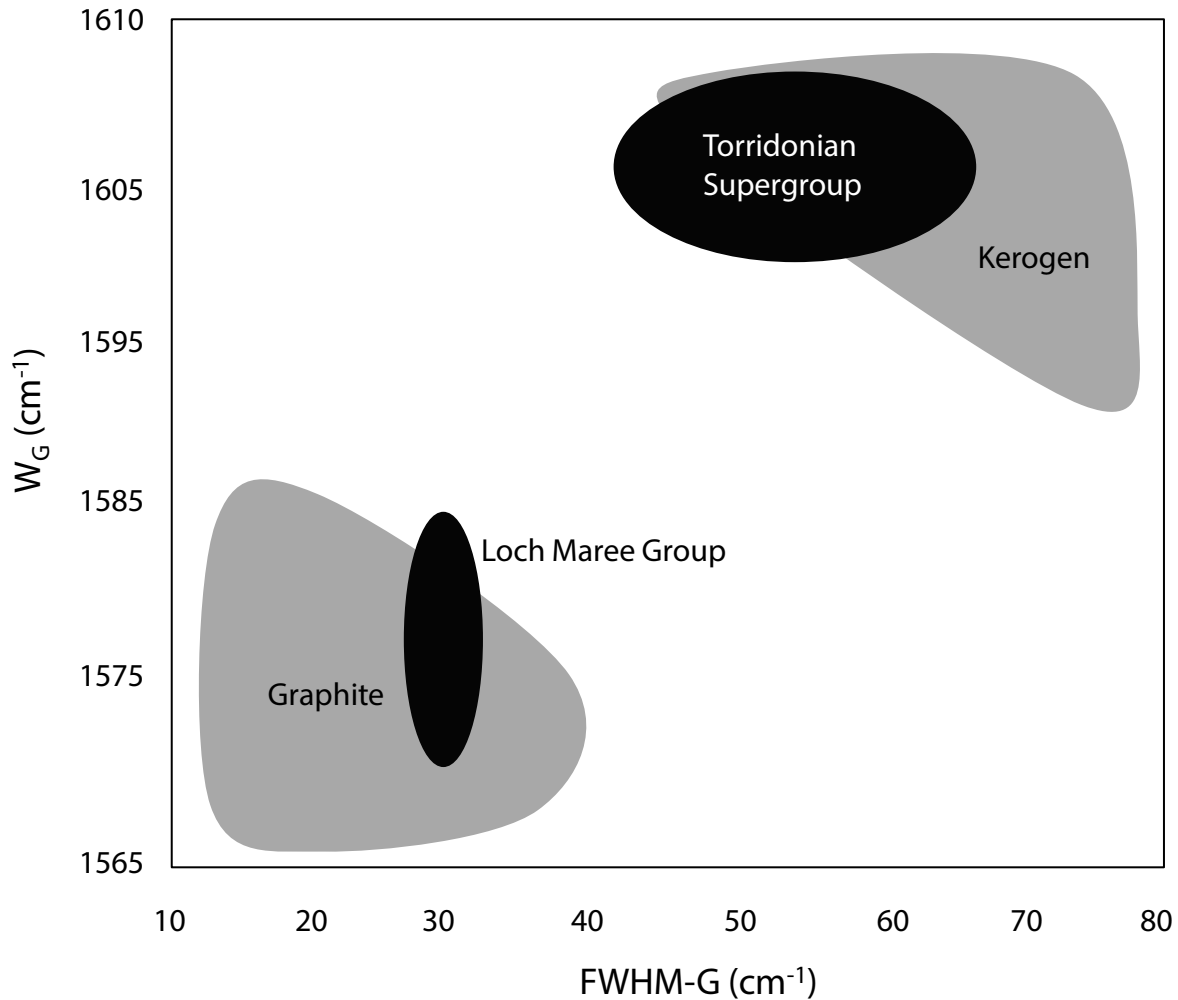 1610
1605
1595
1585
1575
1565
W_G (cm⁻¹)
Torridonian
Supergroup
Kerogen
Loch Maree Group
Graphite
10 20 30 40 50 60 70 80
FWHM-G (cm⁻¹)